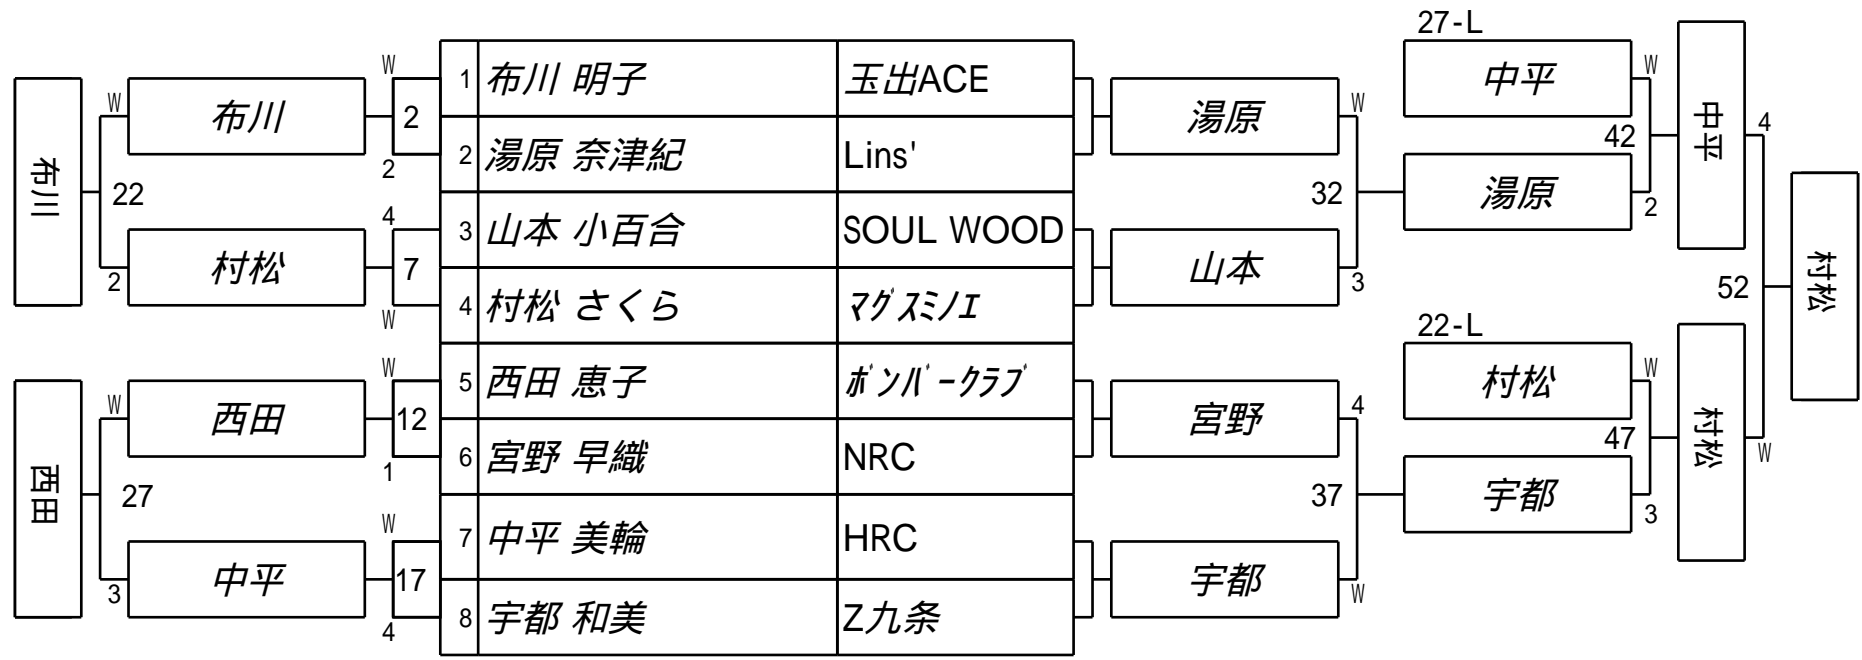 27-L
W
W
1 布川 明子 玉出ACE
中平
W
布川
2
湯原
W
42
中平
4
2
2 湯原 奈津紀 Lins'
布川
22
32
湯原
2
4
3 山本 小百合 SOUL WOOD
2
村松
7
山本
3
52
村松
W
4 村松 さくら マグスミノエ
22-L
W
5 西田 恵子 ボンバークラブ
村松
W
W
西田
12
宮野
4
47
村松
W
1
6 宮野 早織 NRC
西田
27
37
宇都
3
W
7 中平 美輪 HRC
3
中平
17
宇都
W
4
8 宇都 和美 Z九条